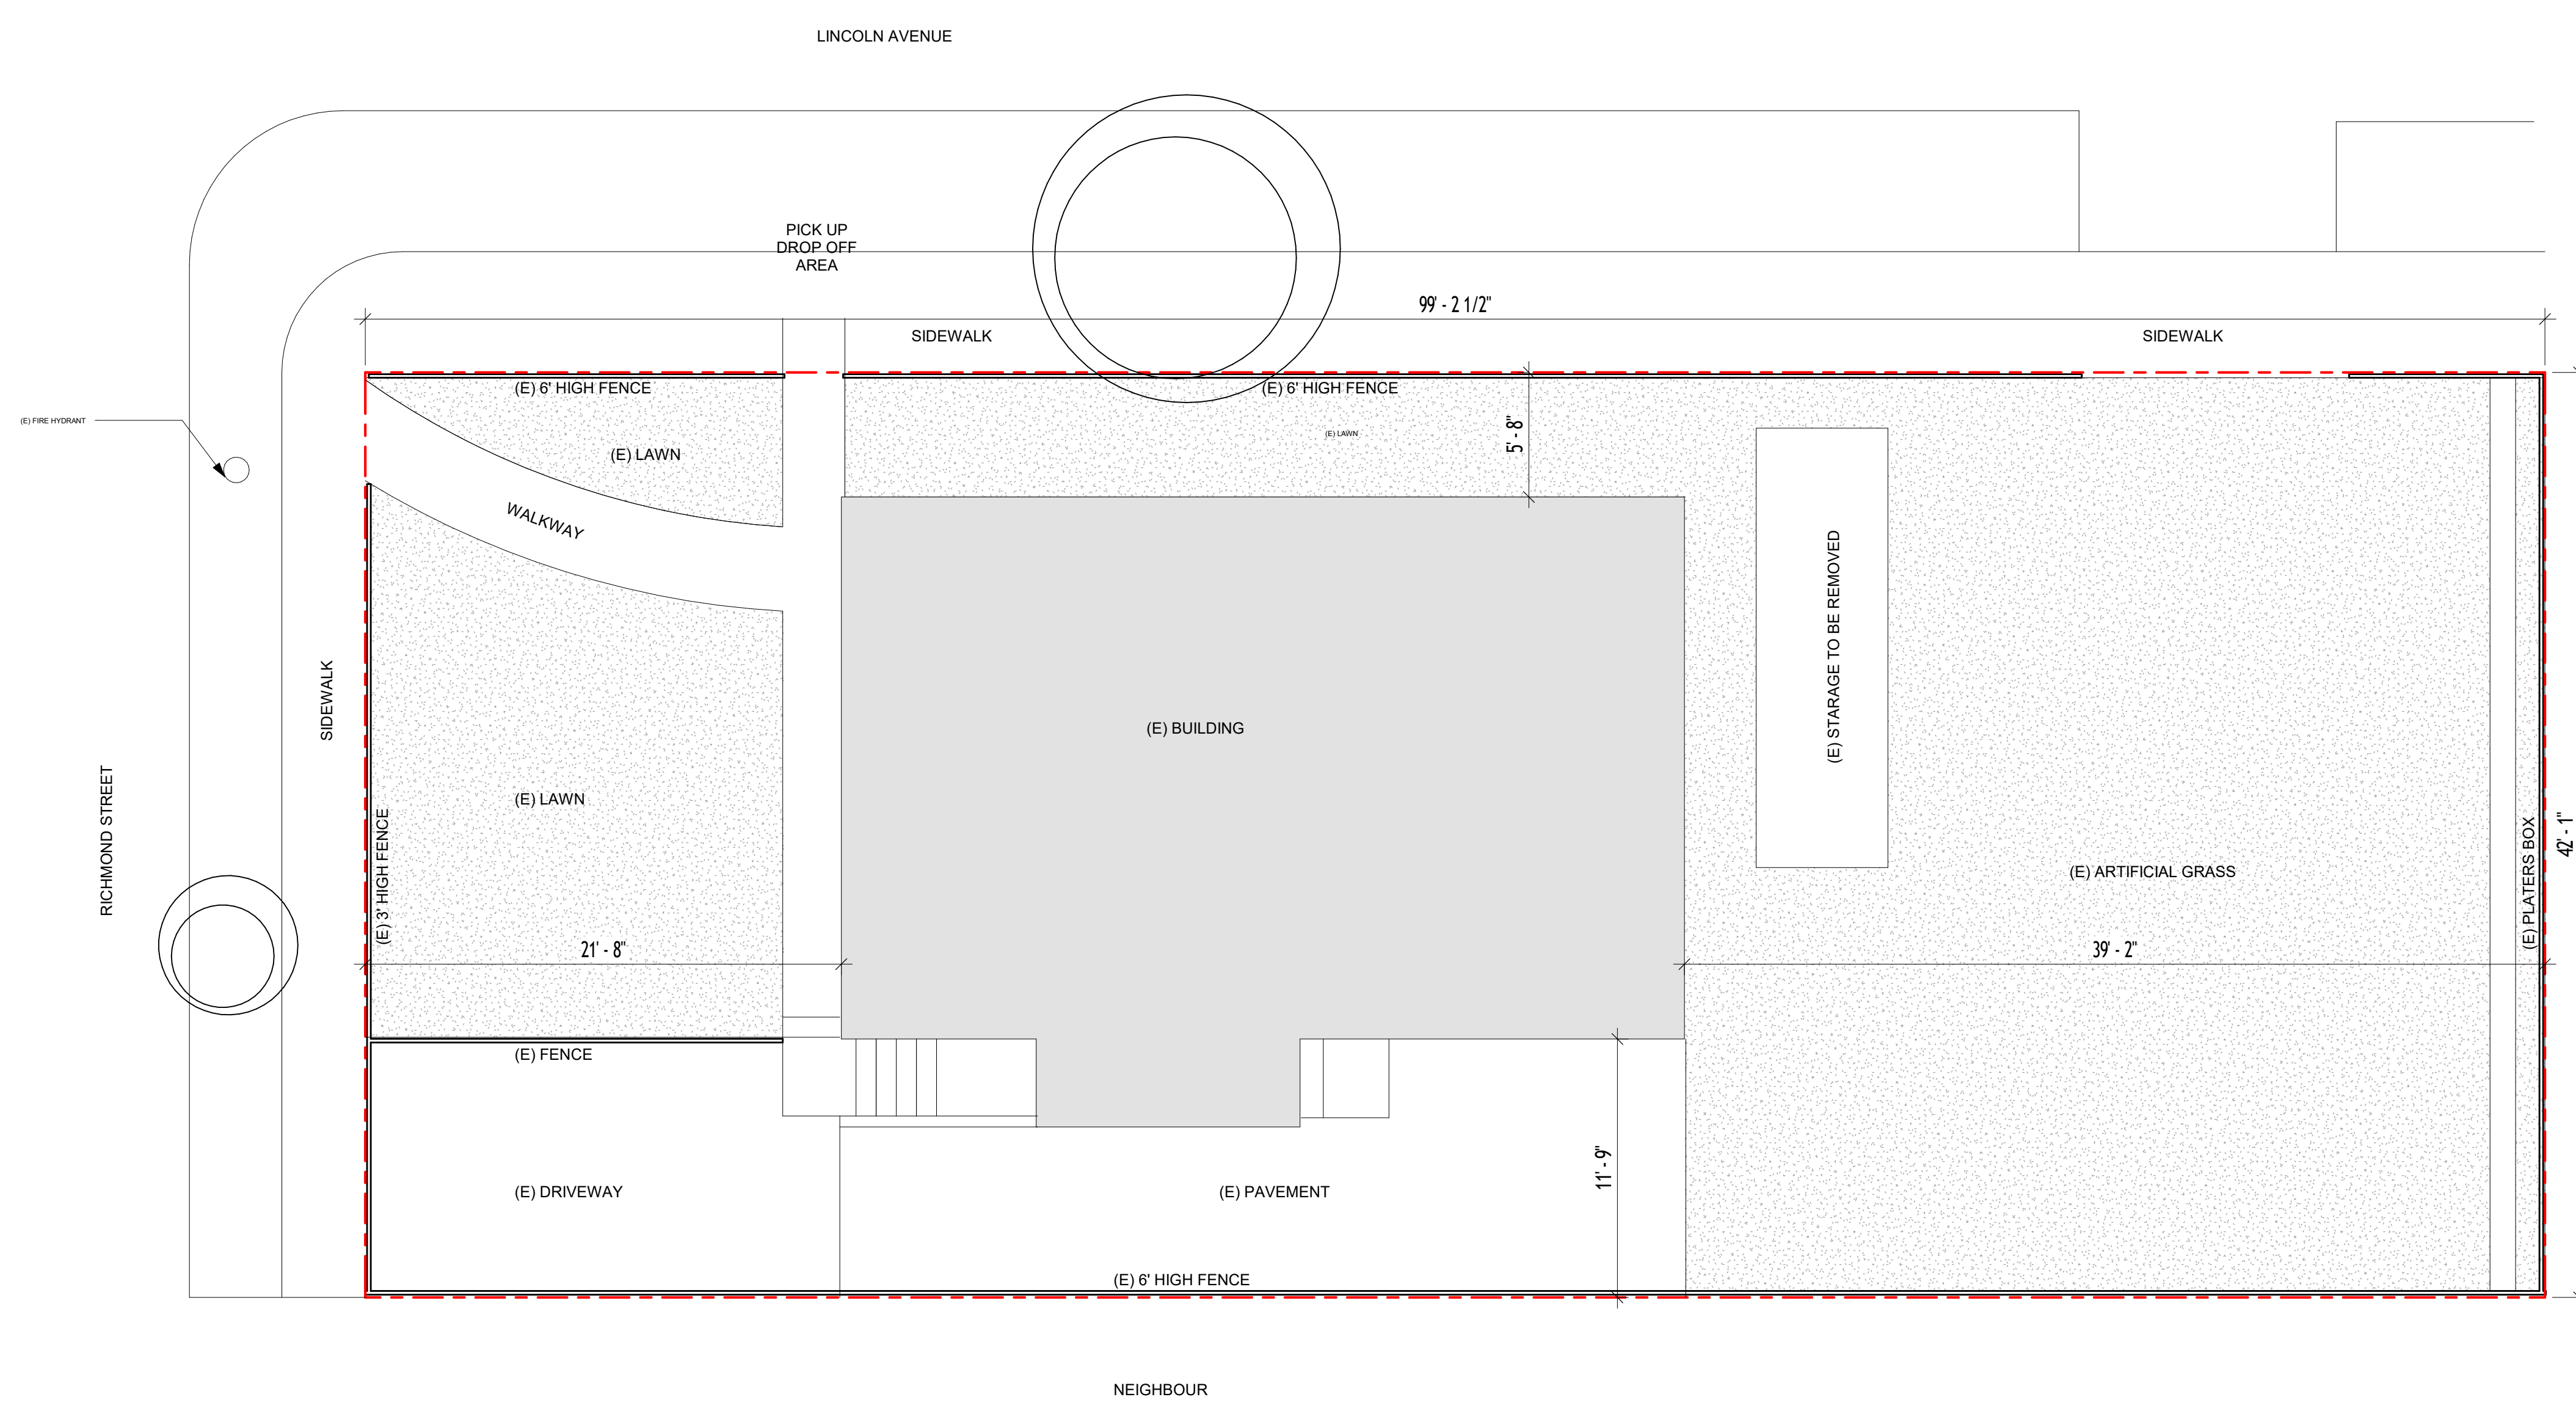 LINCOLN AVENUE
PICK UP
DROP OFF
AREA
99' - 2 1/2"
SIDEWALK
SIDEWALK
(E) 6' HIGH FENCE
(E) 6' HIGH FENCE
(E) FIRE HYDRANT
(E) LAWN
(E) LAWN
5' - 8"
WALKWAY
(E) STARAGE TO BE REMOVED
SIDEWALK
(E) BUILDING
(E) LAWN
RICHMOND STREET
(E) 3' HIGH FENCE
(E) ARTIFICIAL GRASS
(E) PLATERS BOX
42' - 1"
21' - 8"
39' - 2"
(E) FENCE
11' - 9"
(E) DRIVEWAY
(E) PAVEMENT
(E) 6' HIGH FENCE
NEIGHBOUR